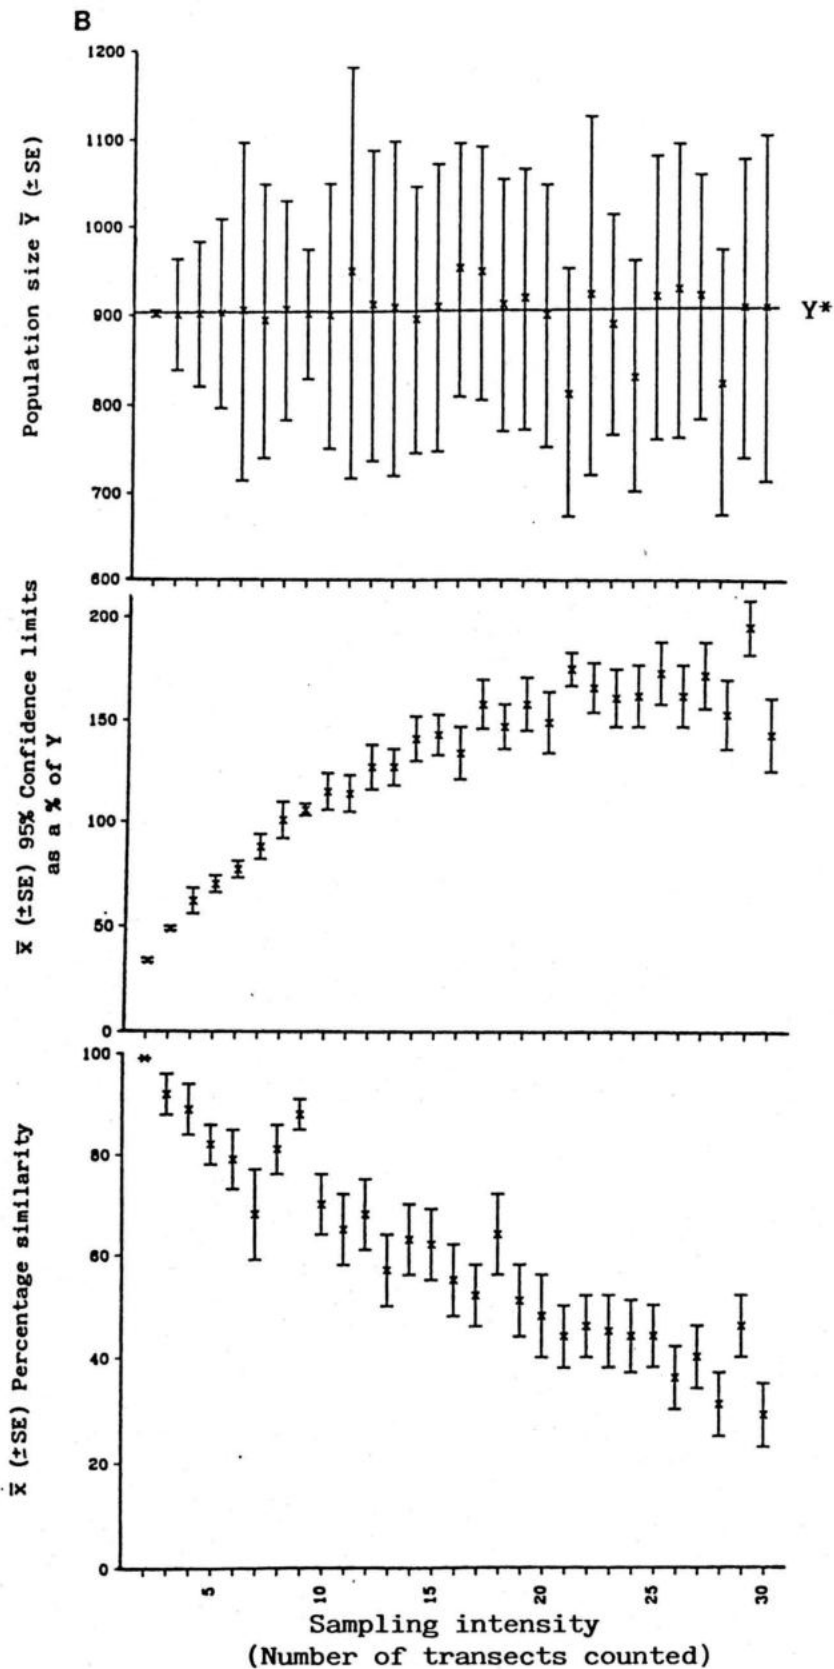 B
Population size Y̅ (±SE)
1200
1100
1000
900
800
700
600
Y*
x̅ (±SE) 95% Confidence limits
as a % of Y
200
150
100
50
0
x̅ (±SE) Percentage similarity
100
80
60
40
20
0
5 10 15 20 25 30
Sampling intensity
(Number of transects counted)